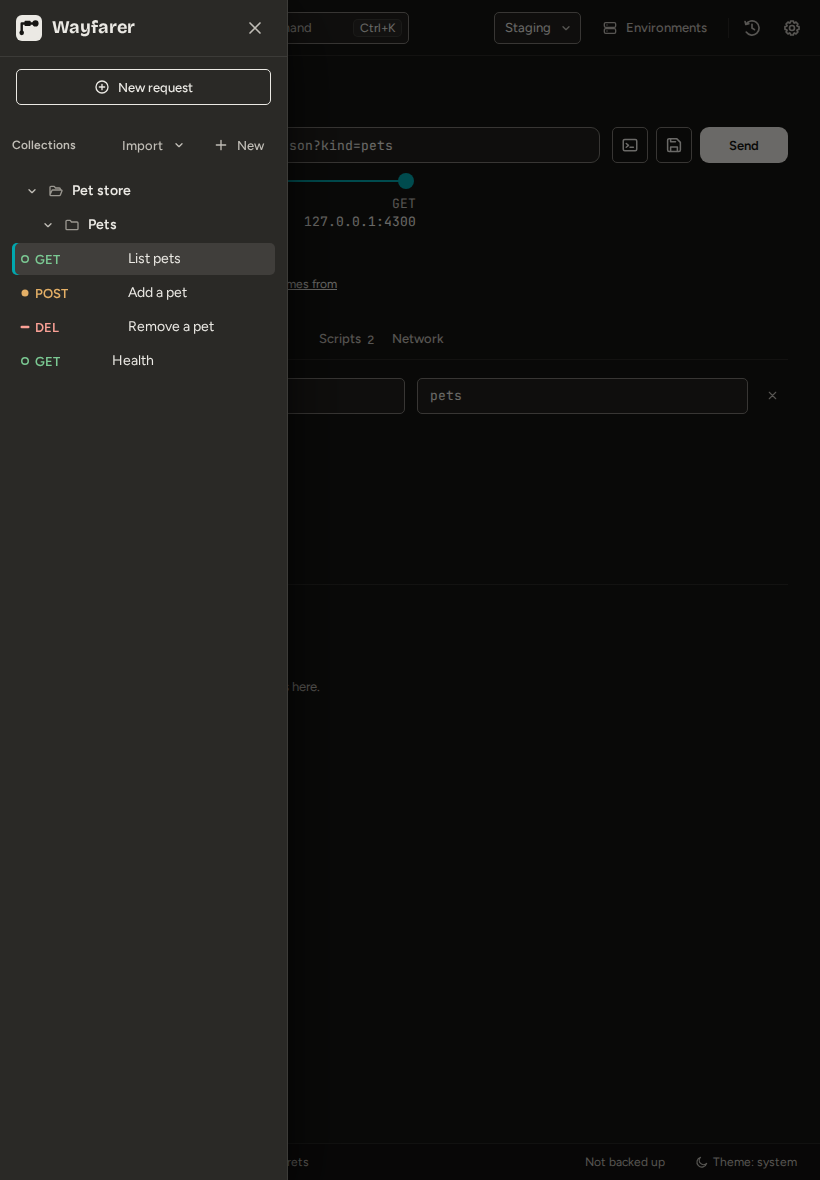 Wayfarer
Ctrl+K
Staging
Environments
New request
Collections
Import
New
son?kind=pets
Send
Pet store
GET
127.0.0.1:4300
Pets
GET List pets
mes from
POST Add a pet
DEL Remove a pet
Scripts 2
Network
GET Health
pets
here.
Not backed up
Theme: system